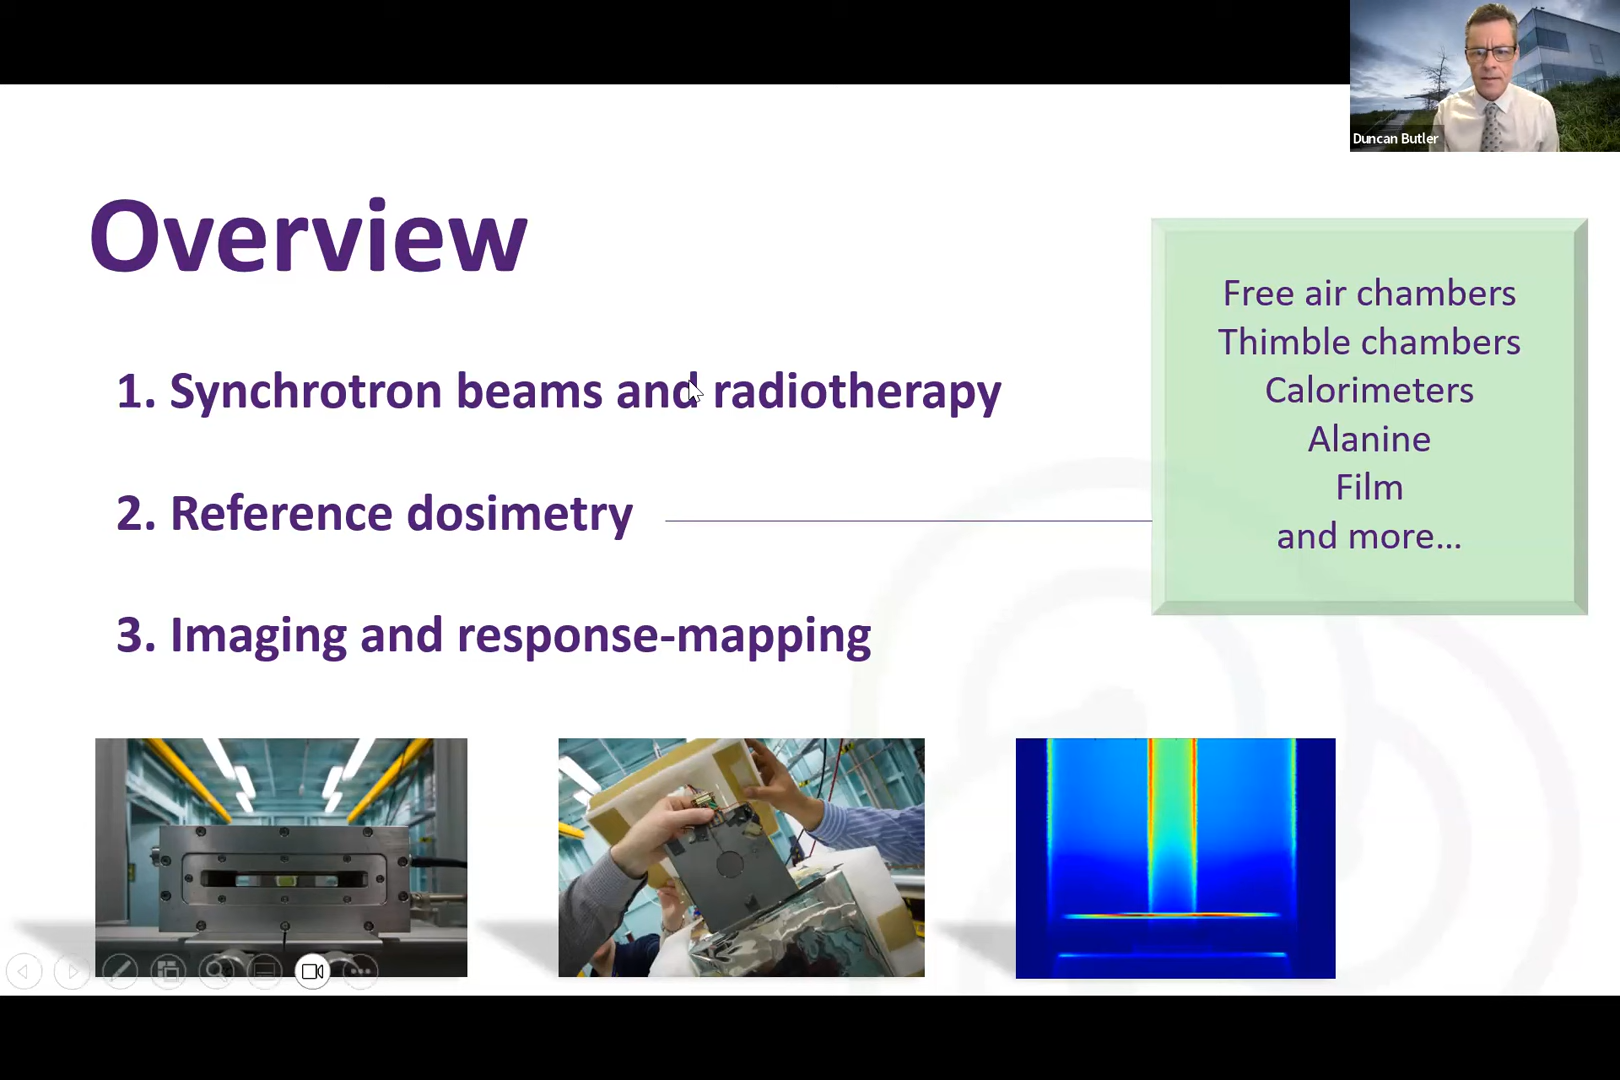 Duncan Butler
Overview
1. Synchrotron beams and radiotherapy
2. Reference dosimetry
3. Imaging and response-mapping
Free air chambers
Thimble chambers
Calorimeters
Alanine
Film
and more...